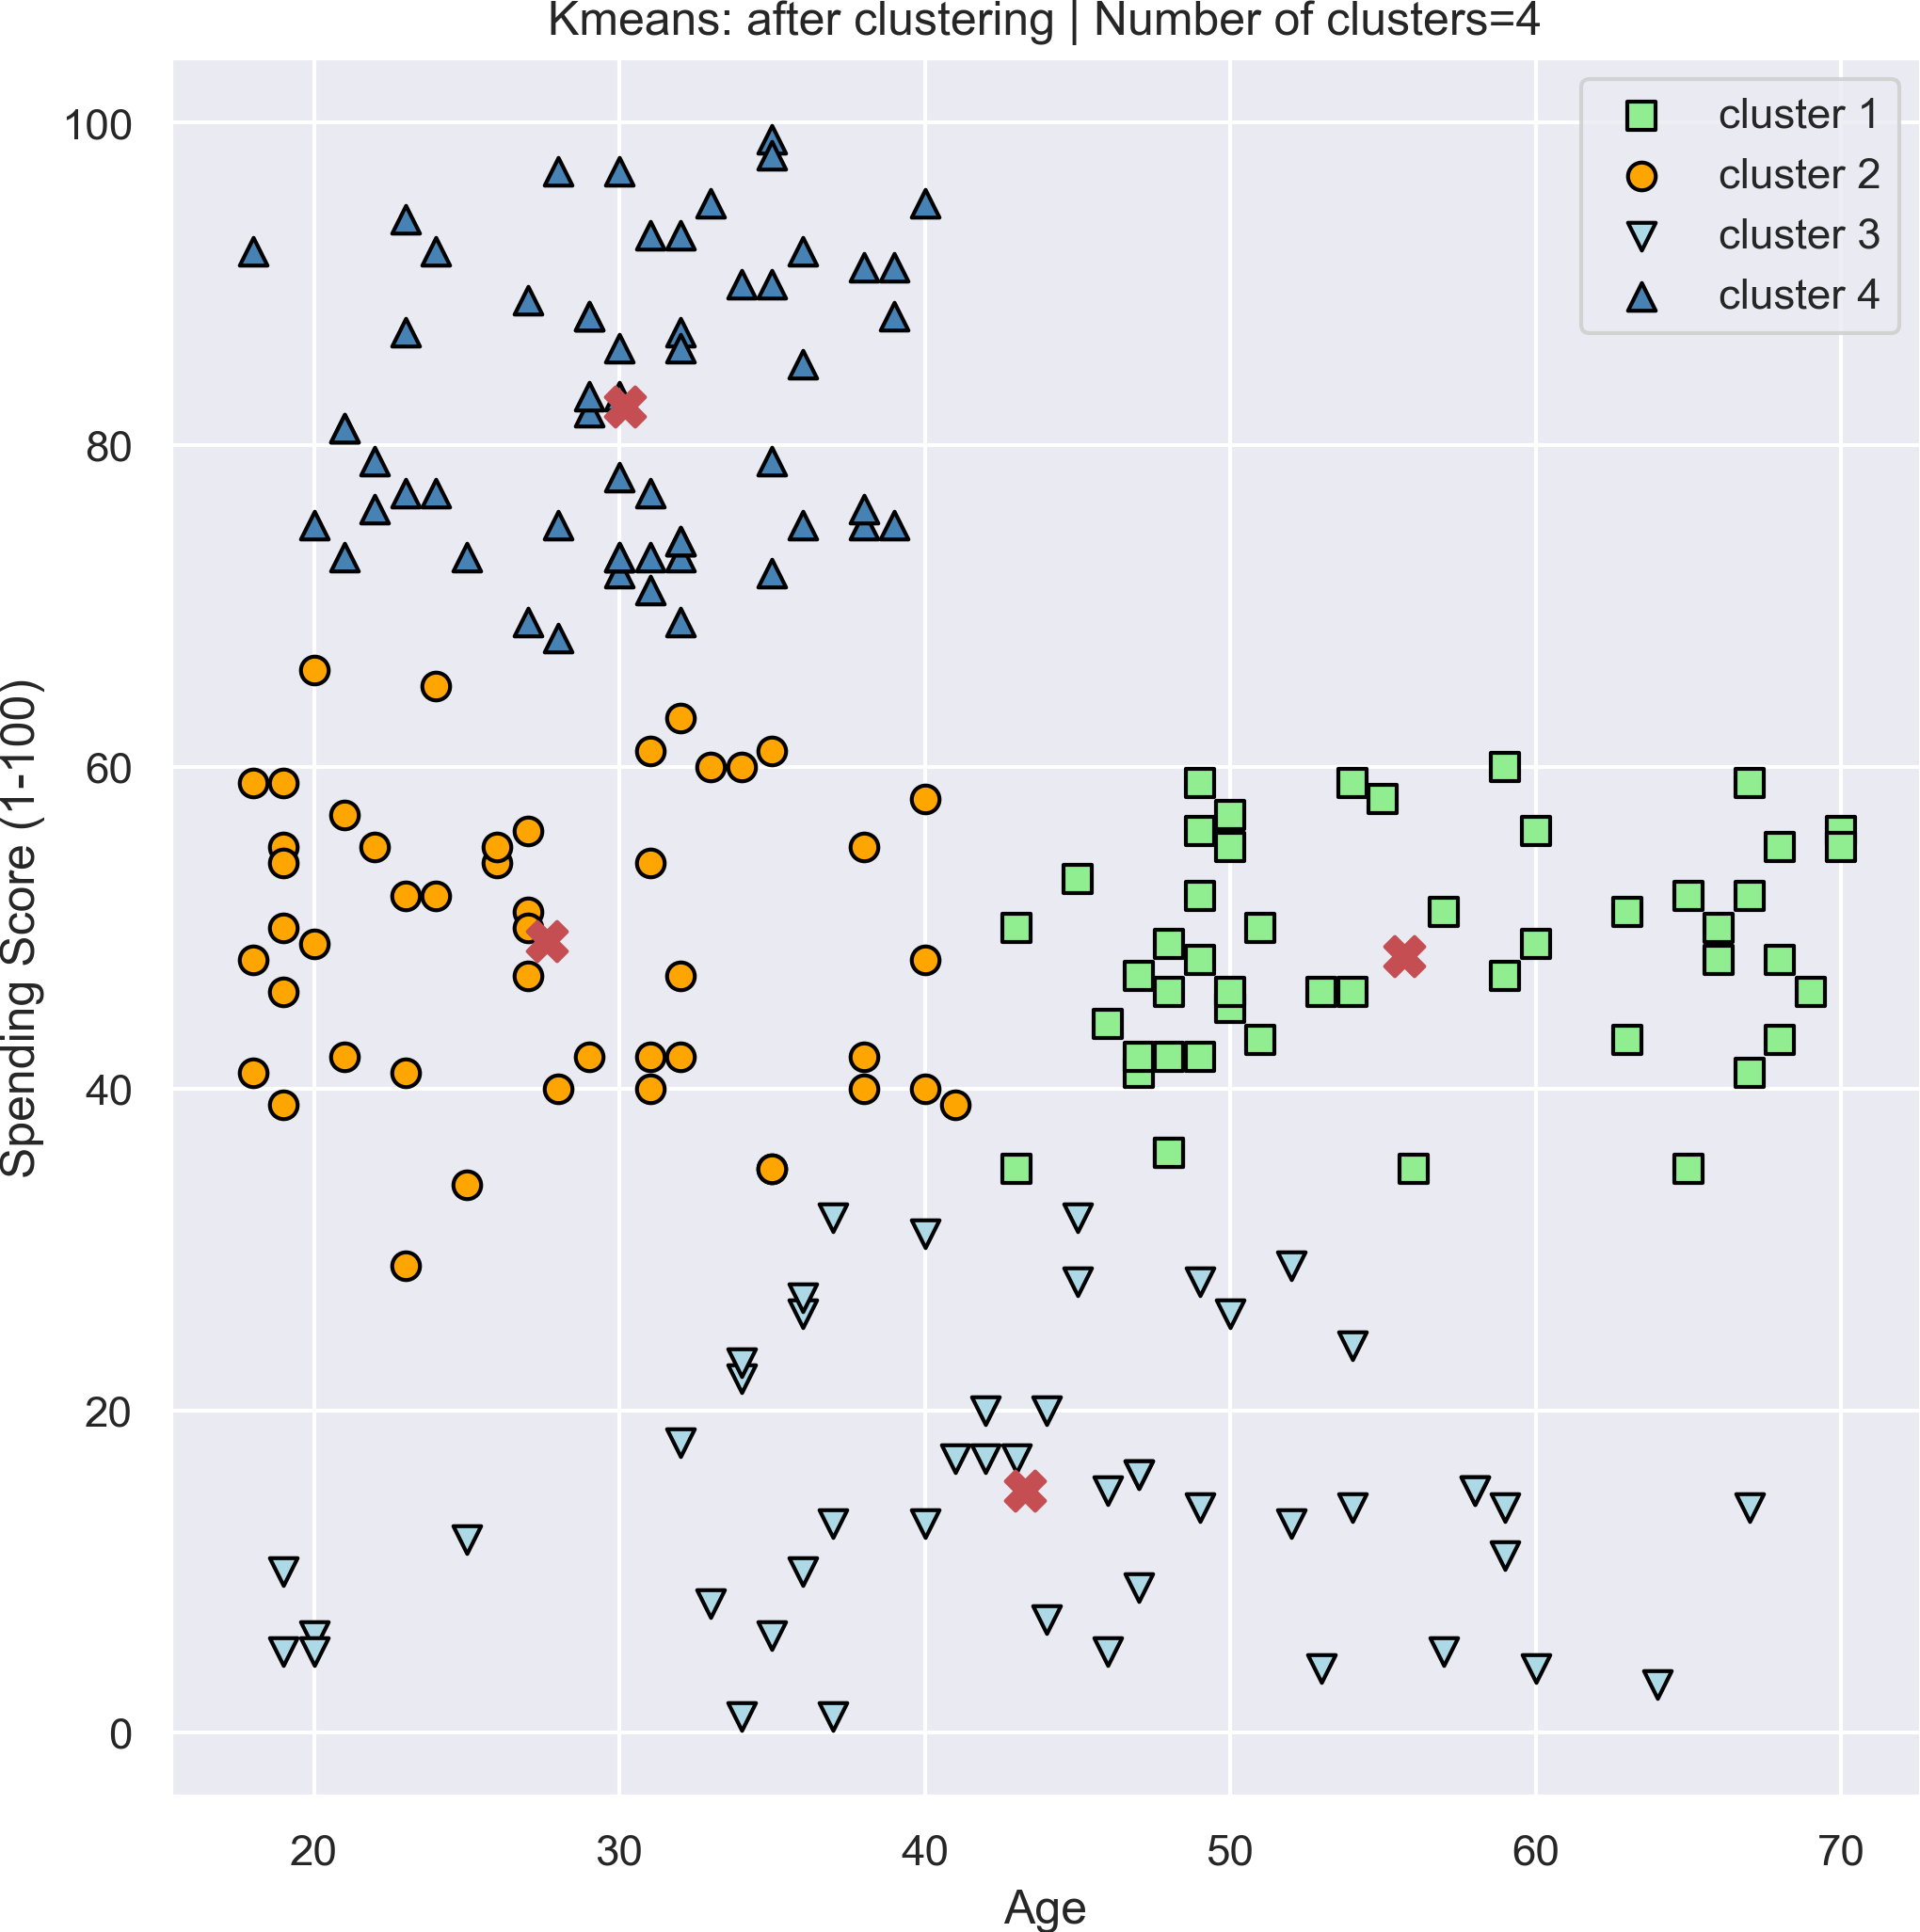 Kmeans: after clustering | Number of clusters=4
cluster 1
cluster 2
cluster 3
cluster 4
100
80
60
40
20
0
Spending Score (1-100)
20 30 40 50 60 70
Age